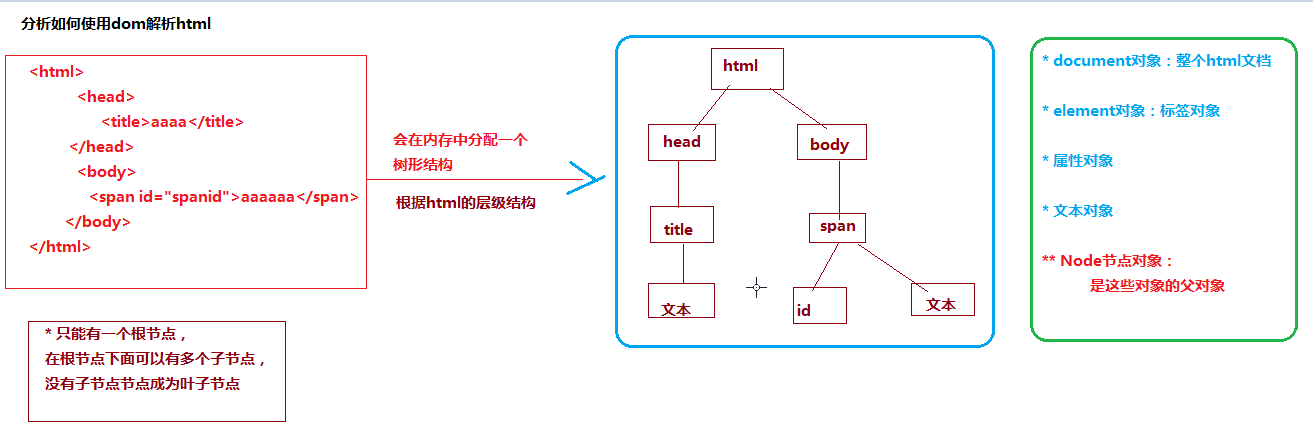 分析如何使用dom解析html
<html>
<head>
<title>aaaa</title>
</head>
<body>
<span id="spanid">aaaaaa</span>
</body>
</html>
会在内存中分配一个
树形结构
根据html的层级结构
html
head
body
title
span
文本
id
文本
* document对象：整个html文档
* element对象：标签对象
* 属性对象
* 文本对象
** Node节点对象：
是这些对象的父对象
* 只能有一个根节点，
在根节点下面可以有多个子节点，
没有子节点节点成为叶子节点